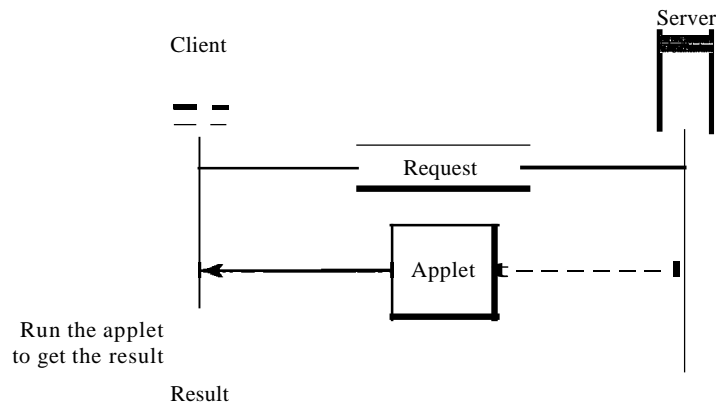 Server
Client
Request
Applet
Run the applet
to get the result
Result